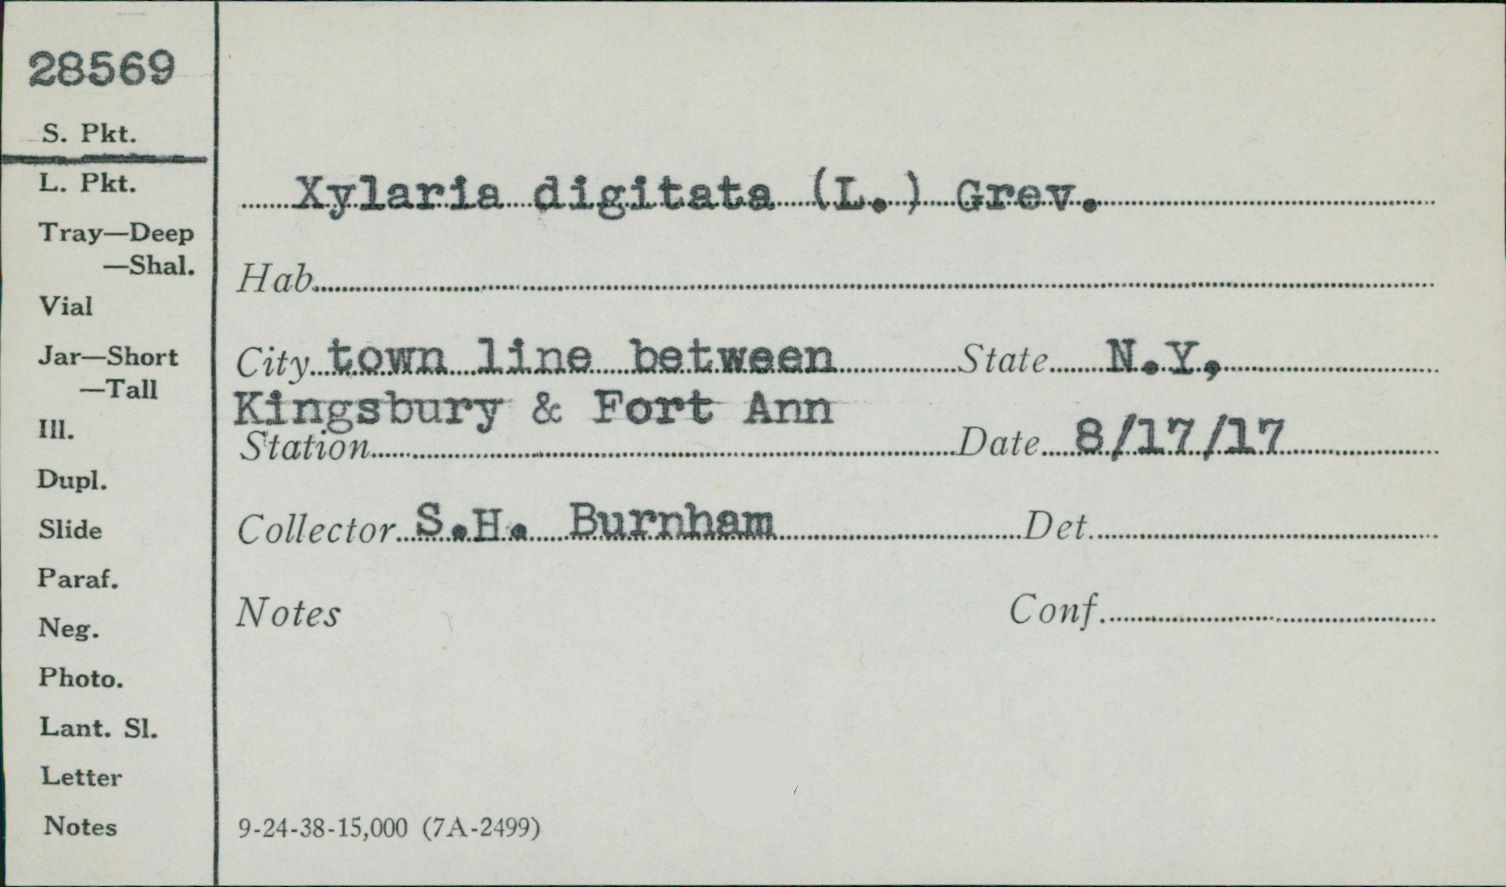 28569
S. Pkt.
L. Pkt.
Tray—Deep
—Shal.
Vial
Jar—Short
—Tall
Ill.
Dupl.
Slide
Paraf.
Neg.
Photo.
Lant. Sl.
Letter
Notes
Xylaria digitata (L.) Grev.
Hab.
City town line between State N.Y.
Kingsbury & Fort Ann
Station Date 8/17/17
Collector S.H. Burnham Det.
Notes Conf.
9-24-38-15,000 (7A-2499)